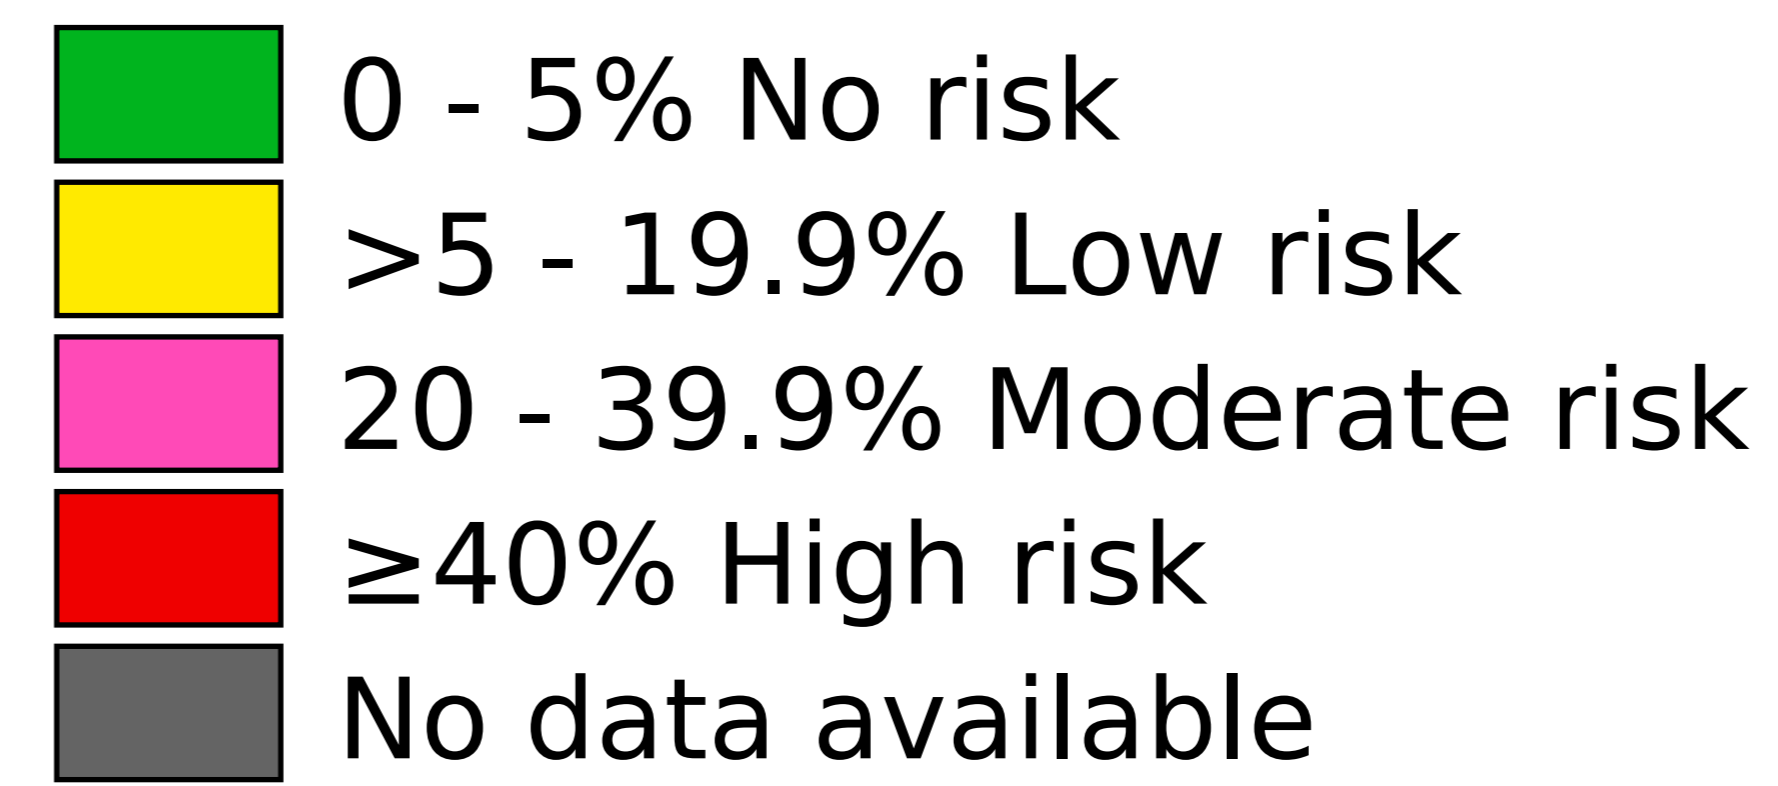 0 - 5% No risk
>5 - 19.9% Low risk
20 - 39.9% Moderate risk
≥40% High risk
No data available